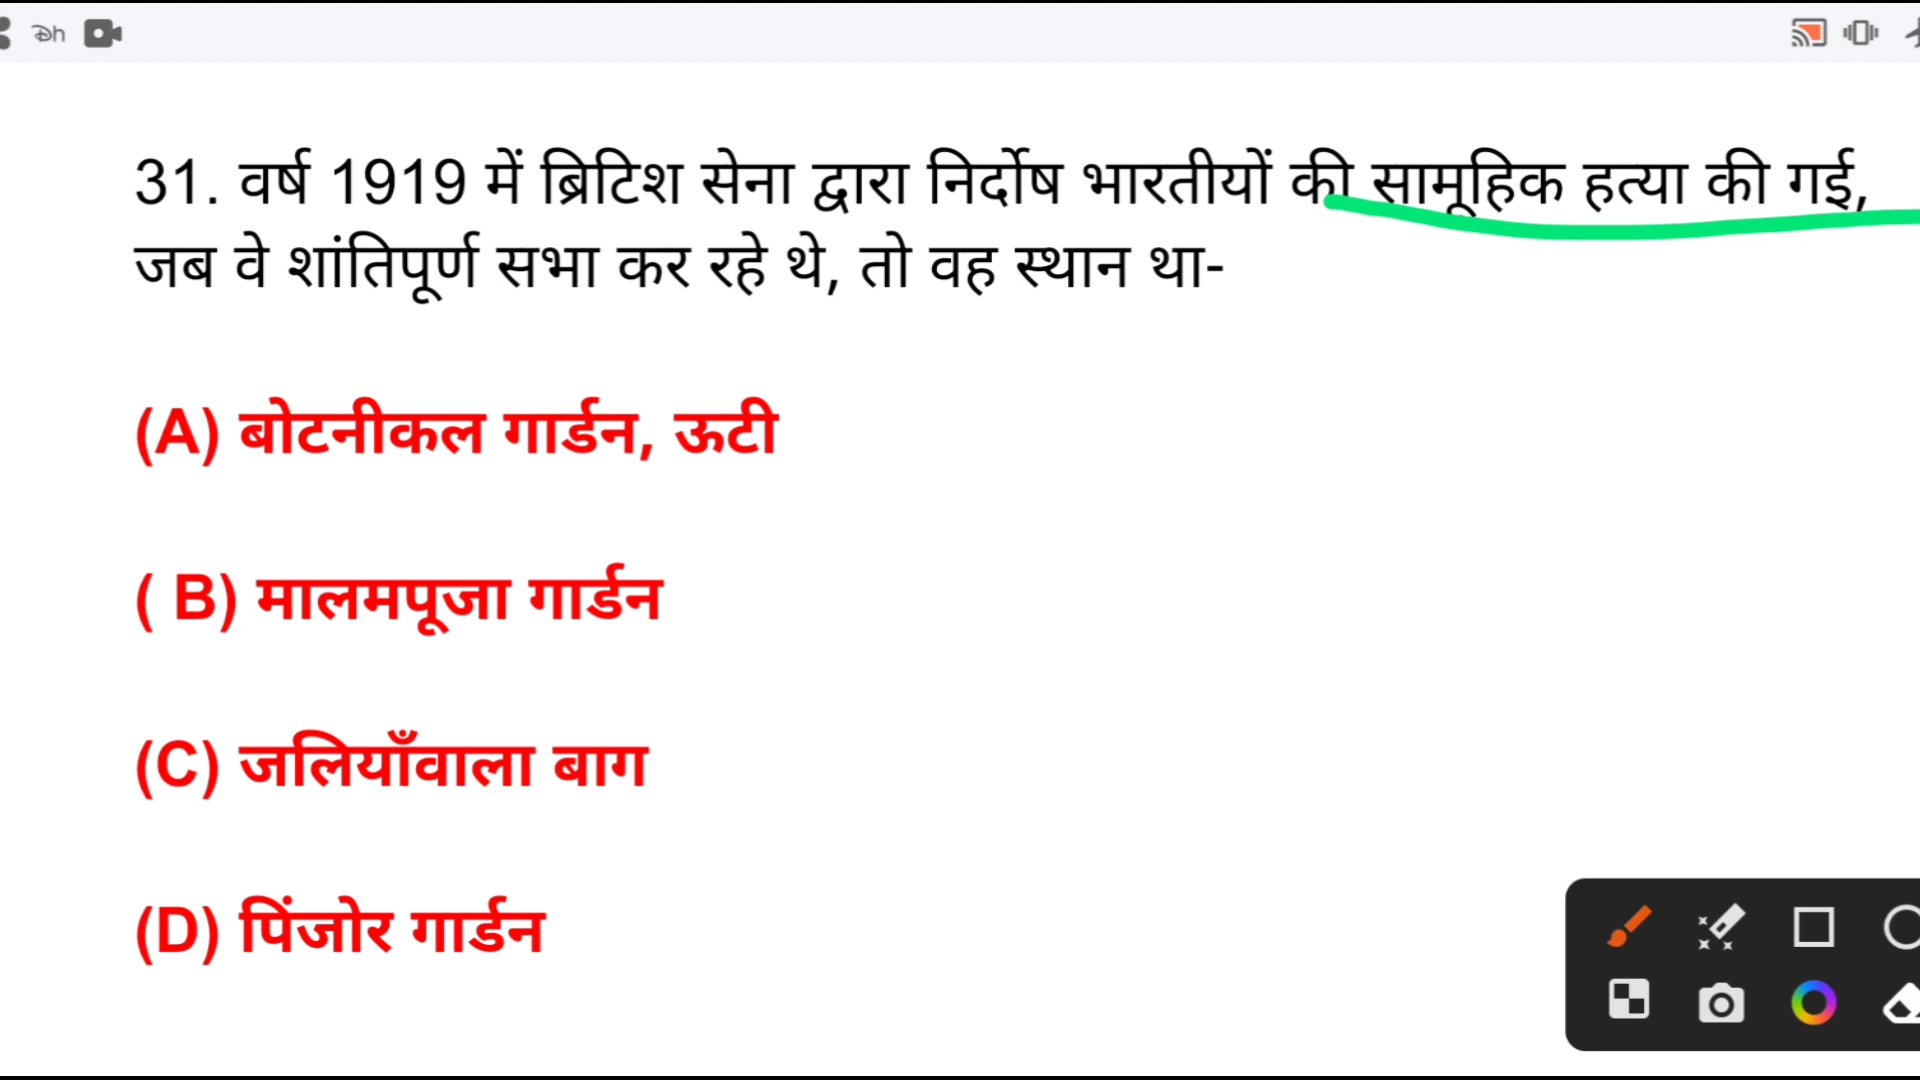 31. वर्ष 1919 में ब्रिटिश सेना द्वारा निर्दोष भारतीयों की सामूहिक हत्या की गई,
जब वे शांतिपूर्ण सभा कर रहे थे, तो वह स्थान था-
(A) बोटनीकल गार्डन, ऊटी
( B) मालमपूजा गार्डन
(C) जलियाँवाला बाग
(D) पिंजोर गार्डन